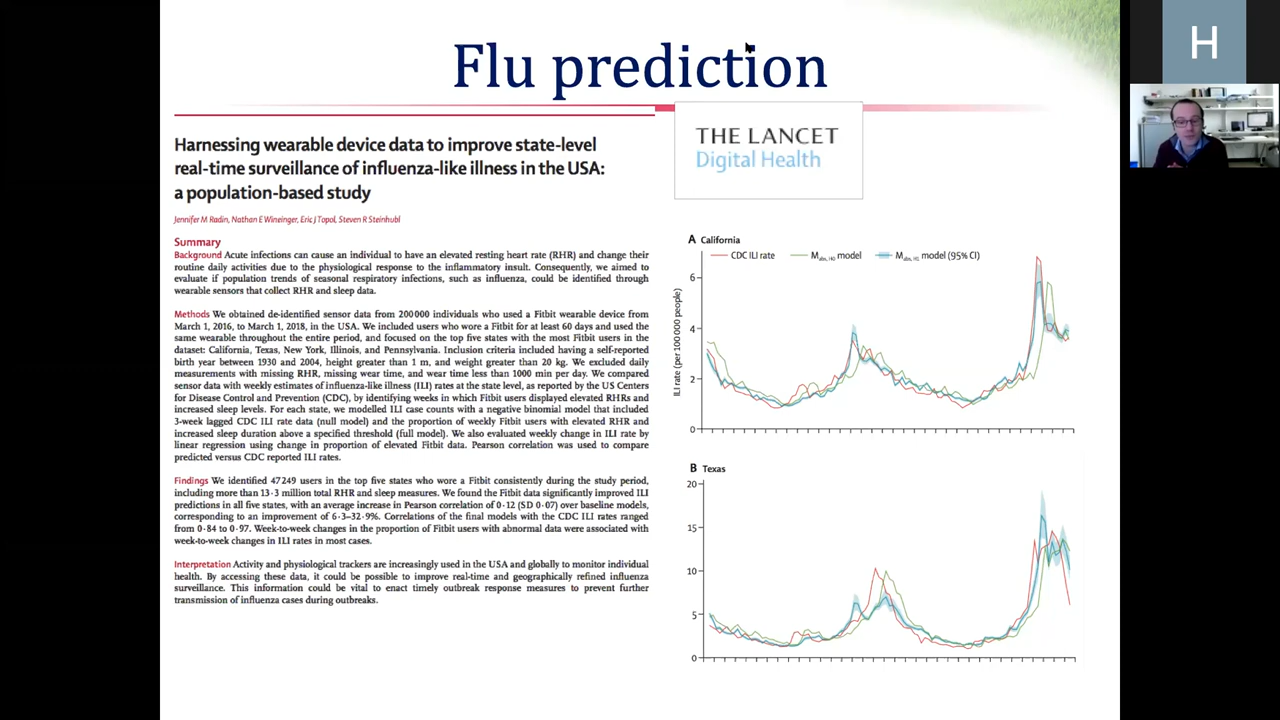 Flu prediction
H
Harnessing wearable device data to improve state-level
real-time surveillance of influenza-like illness in the USA:
a population-based study
THE LANCET
Digital Health
Jennifer M Radin, Nathan E Wineinger, Eric J Topol, Steven R Steinhubl
Summary
Background Acute infections can cause an individual to have an elevated resting heart rate (RHR) and change their
routine daily activities due to the physiological response to the inflammatory insult. Consequently, we aimed to
evaluate if population trends of seasonal respiratory infections, such as influenza, could be identified through
wearable sensors that collect RHR and sleep data.
Methods We obtained de-identified sensor data from 200 000 individuals who used a Fitbit wearable device from
March 1, 2016, to March 1, 2018, in the USA. We included users who wore a Fitbit for at least 60 days and used the
same wearable throughout the entire period, and focused on the top five states with the most Fitbit users in the
dataset: California, Texas, New York, Illinois, and Pennsylvania. Inclusion criteria included having a self-reported
birth year between 1930 and 2004, height greater than 1 m, and weight greater than 20 kg. We excluded daily
measurements with missing RHR, missing wear time, and wear time less than 1000 min per day. We compared
sensor data with weekly estimates of influenza-like illness (ILI) rates at the state level, as reported by the US Centers
for Disease Control and Prevention (CDC), by identifying weeks in which Fitbit users displayed elevated RHRs and
increased sleep levels. For each state, we modelled ILI case counts with a negative binomial model that included
3-week lagged CDC ILI rate data (null model) and the proportion of weekly Fitbit users with elevated RHR and
increased sleep duration above a specified threshold (full model). We also evaluated weekly change in ILI rate by
linear regression using change in proportion of elevated Fitbit data. Pearson correlation was used to compare
predicted versus CDC reported ILI rates.
Findings We identified 47 249 users in the top five states who wore a Fitbit consistently during the study period,
including more than 13·3 million total RHR and sleep measures. We found the Fitbit data significantly improved ILI
predictions in all five states, with an average increase in Pearson correlation of 0·12 (SD 0·07) over baseline models,
corresponding to an improvement of 6·3–32·9%. Correlations of the final models with the CDC ILI rates ranged
from 0·84 to 0·97. Week-to-week changes in the proportion of Fitbit users with abnormal data were associated with
week-to-week changes in ILI rates in most cases.
Interpretation Activity and physiological trackers are increasingly used in the USA and globally to monitor individual
health. By accessing these data, it could be possible to improve real-time and geographically refined influenza
surveillance. This information could be vital to enact timely outbreak response measures to prevent further
transmission of influenza cases during outbreaks.
A California
CDC ILI rate Mabs, H0 model Mabs, H1 model (95% CI)
ILI rate (per 100 000 people)
6
4
2
0
B Texas
20
15
10
5
0